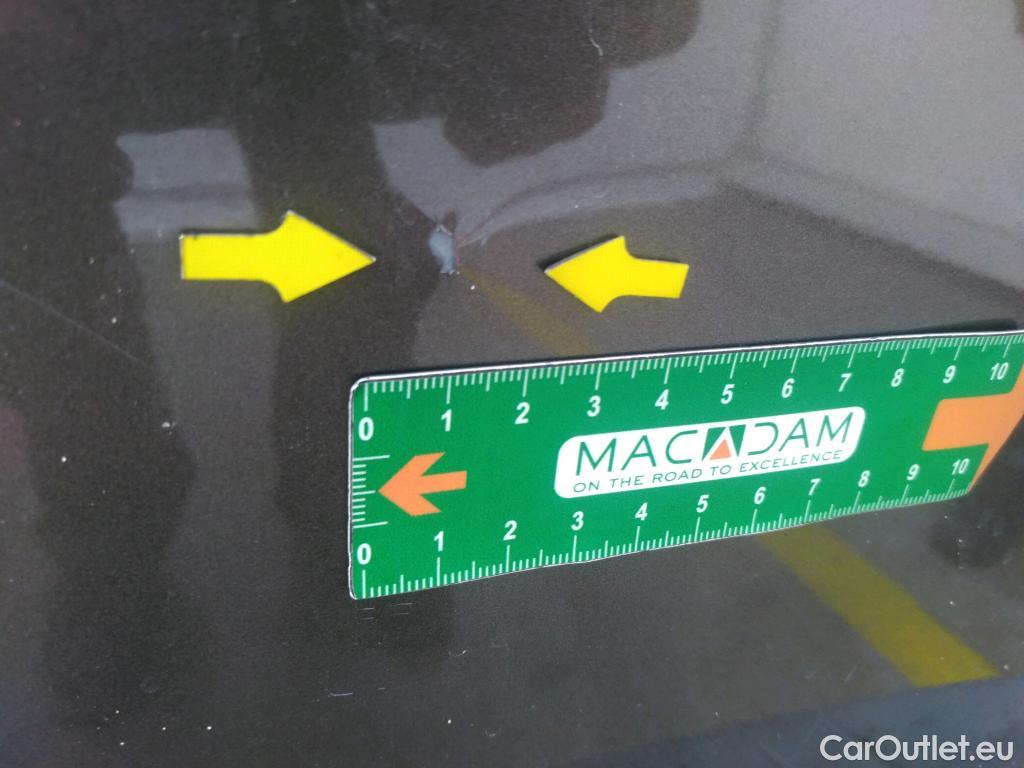 0 1 2 3 4 5 6 7 8 9 10
MACADAM
ON THE ROAD TO EXCELLENCE
0 1 2 3 4 5 6 7 8 9 10
CarOutlet.eu